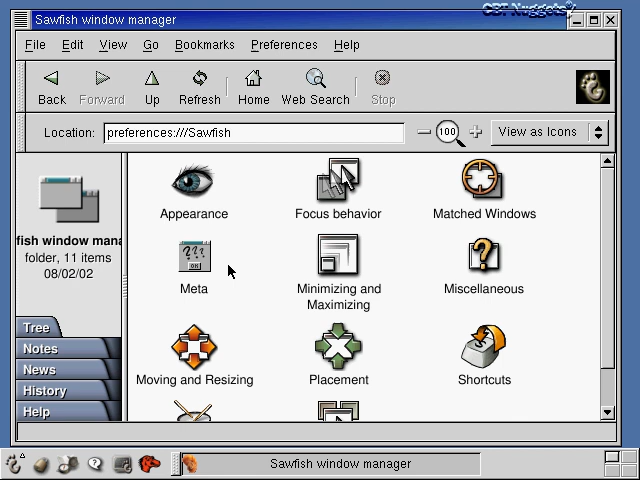 CBT Nuggets
Sawfish window manager
File Edit View Go Bookmarks Preferences Help
Back Forward Up Refresh Home Web Search Stop
Location: preferences:///Sawfish 100 View as Icons
Appearance Focus behavior Matched Windows
fish window mana
folder, 11 items
08/02/02
??? OK
Meta Minimizing and Maximizing Miscellaneous
Tree
Notes
News
History
Help
Moving and Resizing Placement Shortcuts
Sawfish window manager